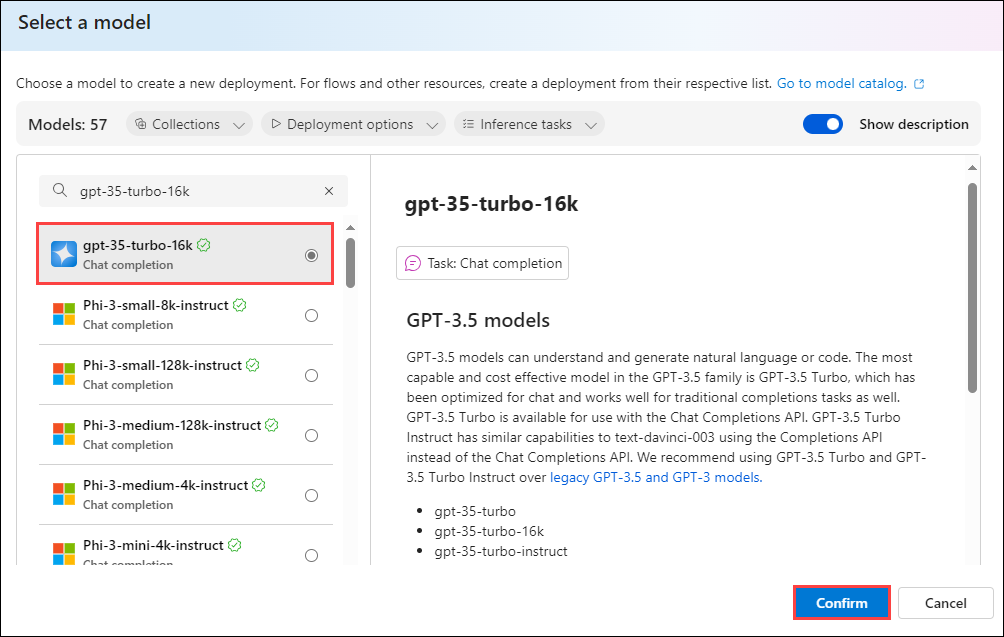 Select a model
Choose a model to create a new deployment. For flows and other resources, create a deployment from their respective list. Go to model catalog.
Models: 57
Collections
Deployment options
Inference tasks
Show description
gpt-35-turbo-16k
gpt-35-turbo-16k
Chat completion
Phi-3-small-8k-instruct
Chat completion
Phi-3-small-128k-instruct
Chat completion
Phi-3-medium-128k-instruct
Chat completion
Phi-3-medium-4k-instruct
Chat completion
Phi-3-mini-4k-instruct
Chat completion
gpt-35-turbo-16k
Task: Chat completion
GPT-3.5 models
GPT-3.5 models can understand and generate natural language or code. The most
capable and cost effective model in the GPT-3.5 family is GPT-3.5 Turbo, which has
been optimized for chat and works well for traditional completions tasks as well.
GPT-3.5 Turbo is available for use with the Chat Completions API. GPT-3.5 Turbo
Instruct has similar capabilities to text-davinci-003 using the Completions API
instead of the Chat Completions API. We recommend using GPT-3.5 Turbo and GPT-
3.5 Turbo Instruct over legacy GPT-3.5 and GPT-3 models.
• gpt-35-turbo
• gpt-35-turbo-16k
• gpt-35-turbo-instruct
Confirm
Cancel